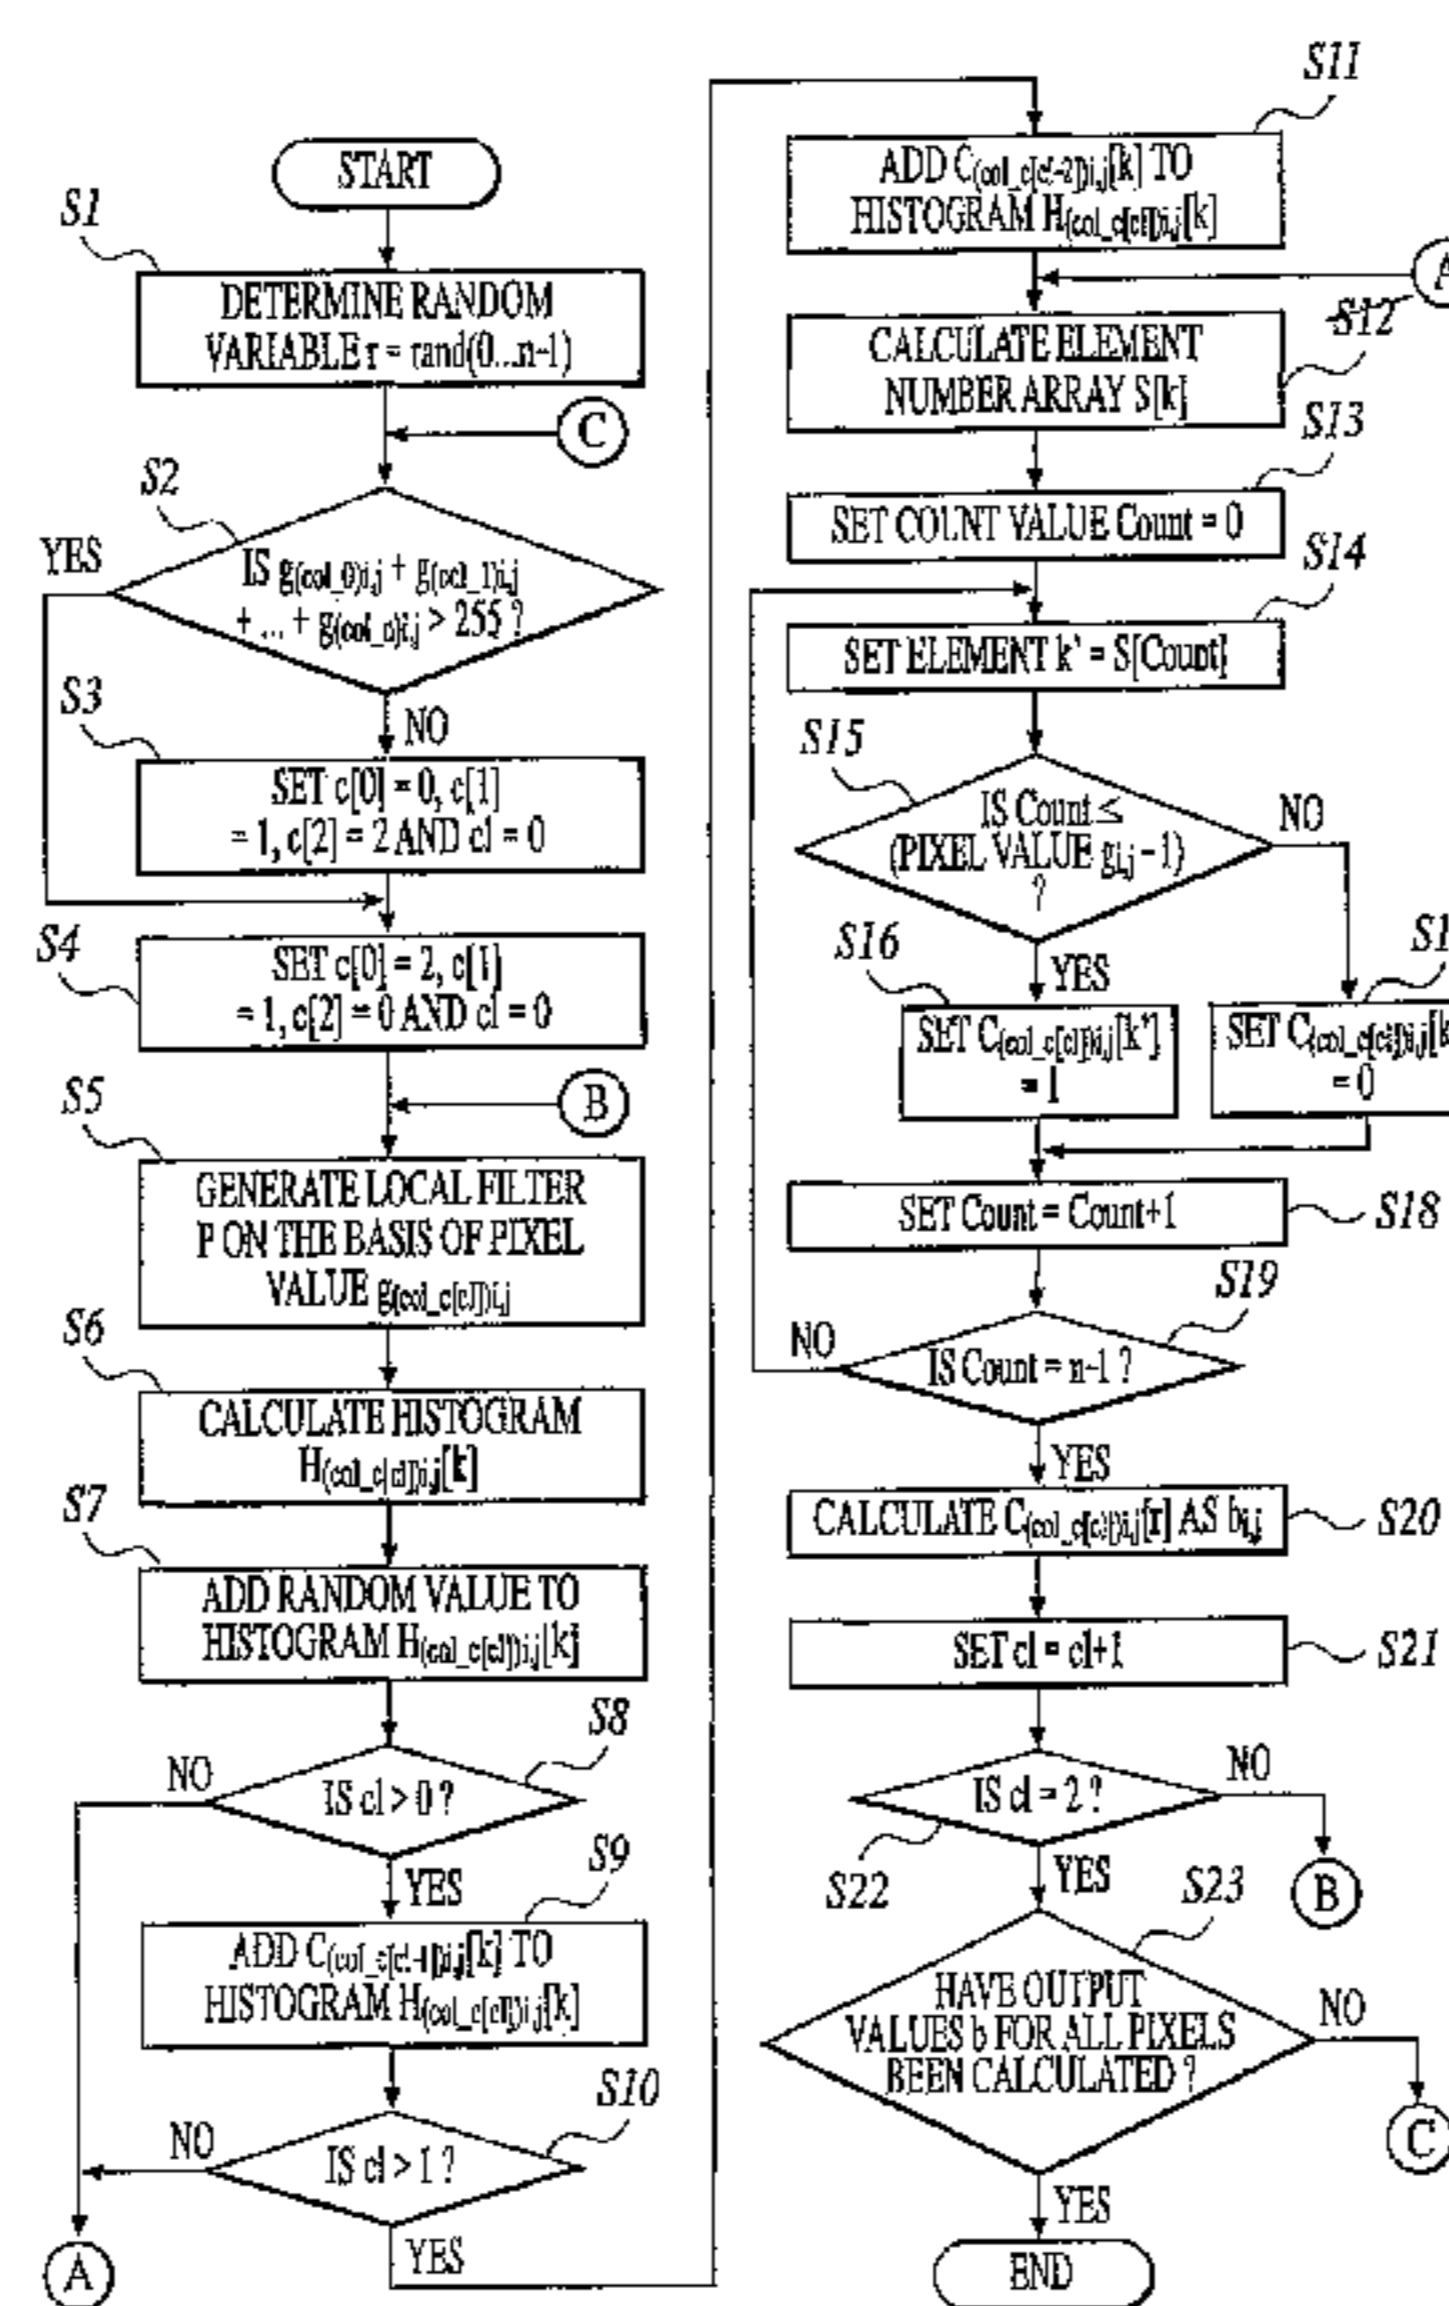 START
S1
DETERMINE RANDOM
VARIABLE r = rand(0...n-1)
C
S2
YES
IS g(col_0)i,j + g(col_1)i,j
+ ... + g(col_c)i,j > 255 ?
NO
S3
SET c[0] = 0, c[1]
= 1, c[2] = 2 AND cl = 0
S4
SET c[0] = 2, c[1]
= 1, c[2] = 0 AND cl = 0
B
S5
GENERATE LOCAL FILTER
P ON THE BASIS OF PIXEL
VALUE g(col_c[cl])i,j
S6
CALCULATE HISTOGRAM
H(col_c[cl])i,j[k]
S7
ADD RANDOM VALUE TO
HISTOGRAM H(col_c[cl])i,j[k]
S8
NO
IS cl > 0 ?
YES
S9
ADD C(col_c[cl-1])i,j[k] TO
HISTOGRAM H(col_c[cl])i,j[k]
S10
NO
IS cl > 1 ?
YES
A
S11
ADD C(col_c[cl-2])i,j[k] TO
HISTOGRAM H(col_c[cl])i,j[k]
A
S12
CALCULATE ELEMENT
NUMBER ARRAY S[k]
S13
SET COUNT VALUE Count = 0
S14
SET ELEMENT k' = S[Count]
S15
IS Count ≤
(PIXEL VALUE gi,j - 1)
?
NO
YES
S16
SET C(col_c[cl])i,j[k']
= 1
S1
SET C(col_c[cl])i,j[k
= 0
SET Count = Count+1
S18
S19
NO
IS Count = n-1 ?
YES
CALCULATE C(col_c[cl])i,j[r] AS bi,j
S20
SET cl = cl+1
S21
IS cl = 2 ?
NO
S22
YES
B
S23
HAVE OUTPUT
VALUES b FOR ALL PIXELS
BEEN CALCULATED ?
NO
C
YES
END